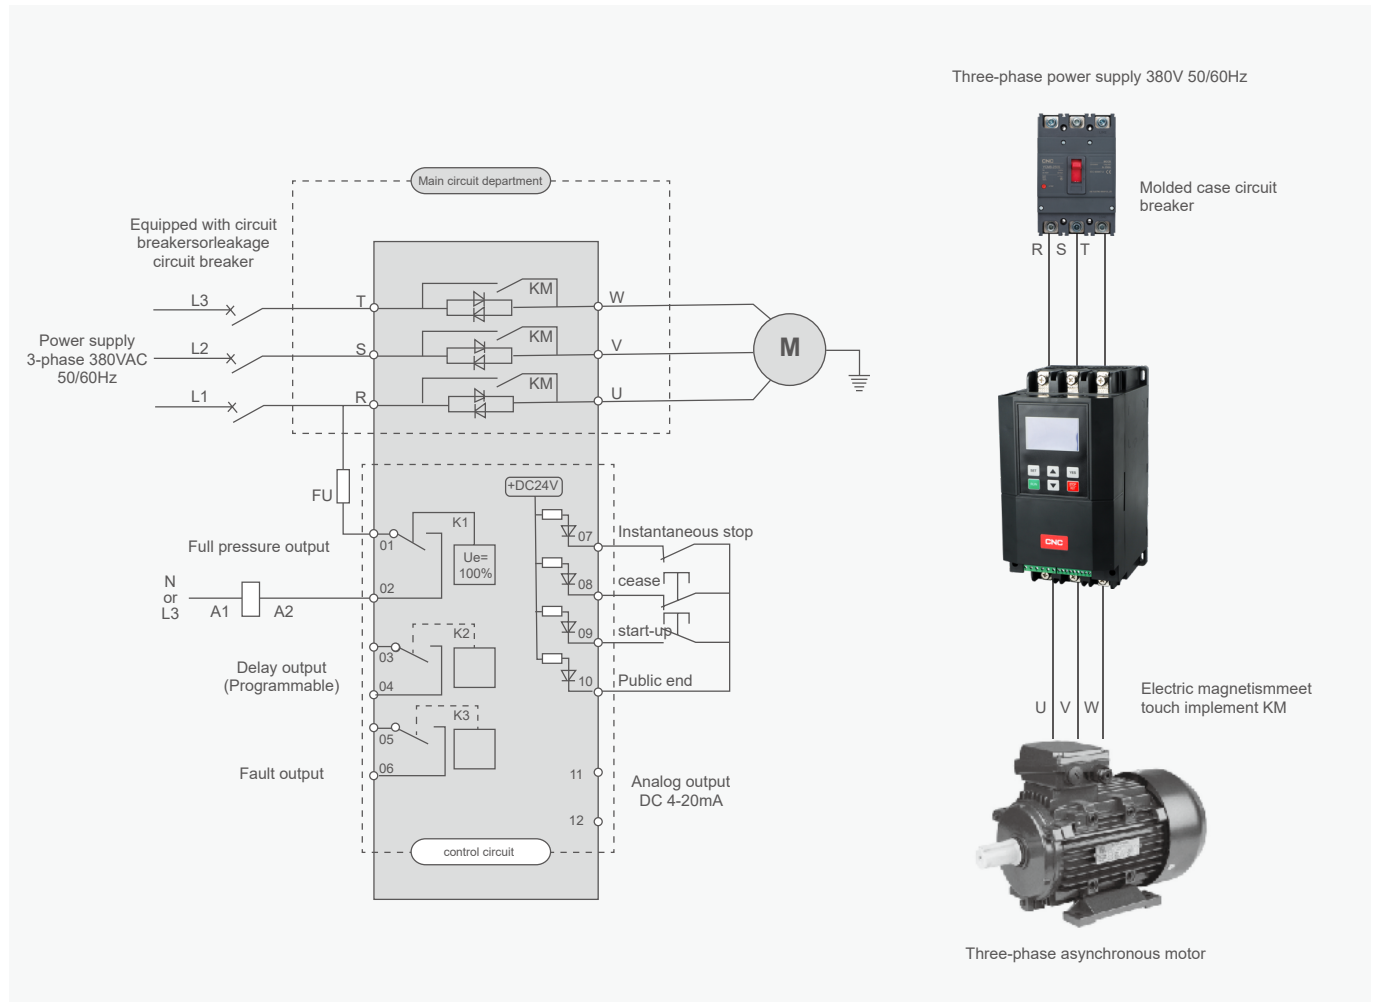 Three-phase power supply 380V 50/60Hz
CNC
Molded case circuit
breaker
R S T
CNC
Electric magnetismmeet
touch implement KM
U V W
Three-phase asynchronous motor
Main circuit department
Equipped with circuit
breakersorleakage
circuit breaker
L3
T
KM
W
Power supply
3-phase 380VAC
50/60Hz
L2
S
KM
V
M
L1
R
KM
U
FU
+DC24V
K1
01
Ue=
100%
Full pressure output
02
N
or
L3
A1
A2
07
Instantaneous stop
08
cease
09
start-up
10
Public end
K2
03
04
Delay output
(Programmable)
K3
05
06
Fault output
11
Analog output
DC 4-20mA
12
control circuit